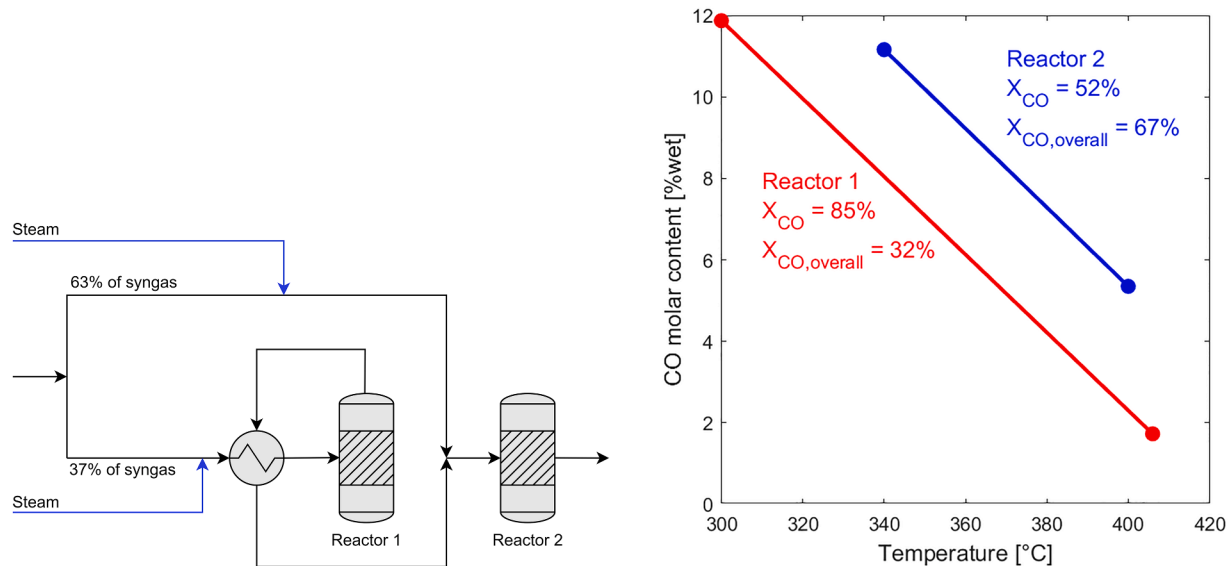 Steam
63% of syngas
37% of syngas
Steam
Reactor 1
Reactor 2
CO molar content [%wet]
12
10
8
6
4
2
0
Reactor 2
X_CO = 52%
X_CO,overall = 67%
Reactor 1
X_CO = 85%
X_CO,overall = 32%
300
320
340
360
380
400
420
Temperature [°C]